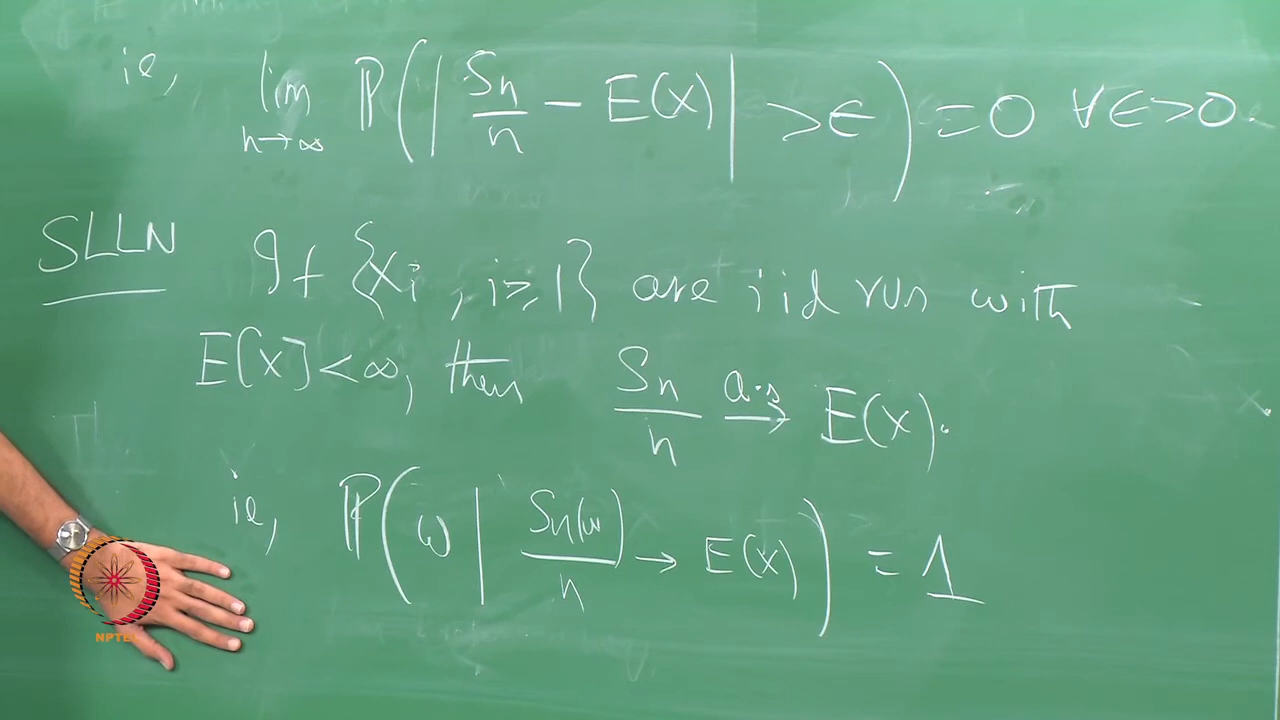 ie, lim n→∞ ℙ(| Sn/n − E(X) | > ϵ) = 0 ∀ϵ>0.
SLLN If {Xi, i≥1} are iid rvs with
E[X] < ∞, then Sn/n a.s→ E(X).
ie, ℙ(ω | Sn(ω)/n → E(X)) = 1
NPTEL